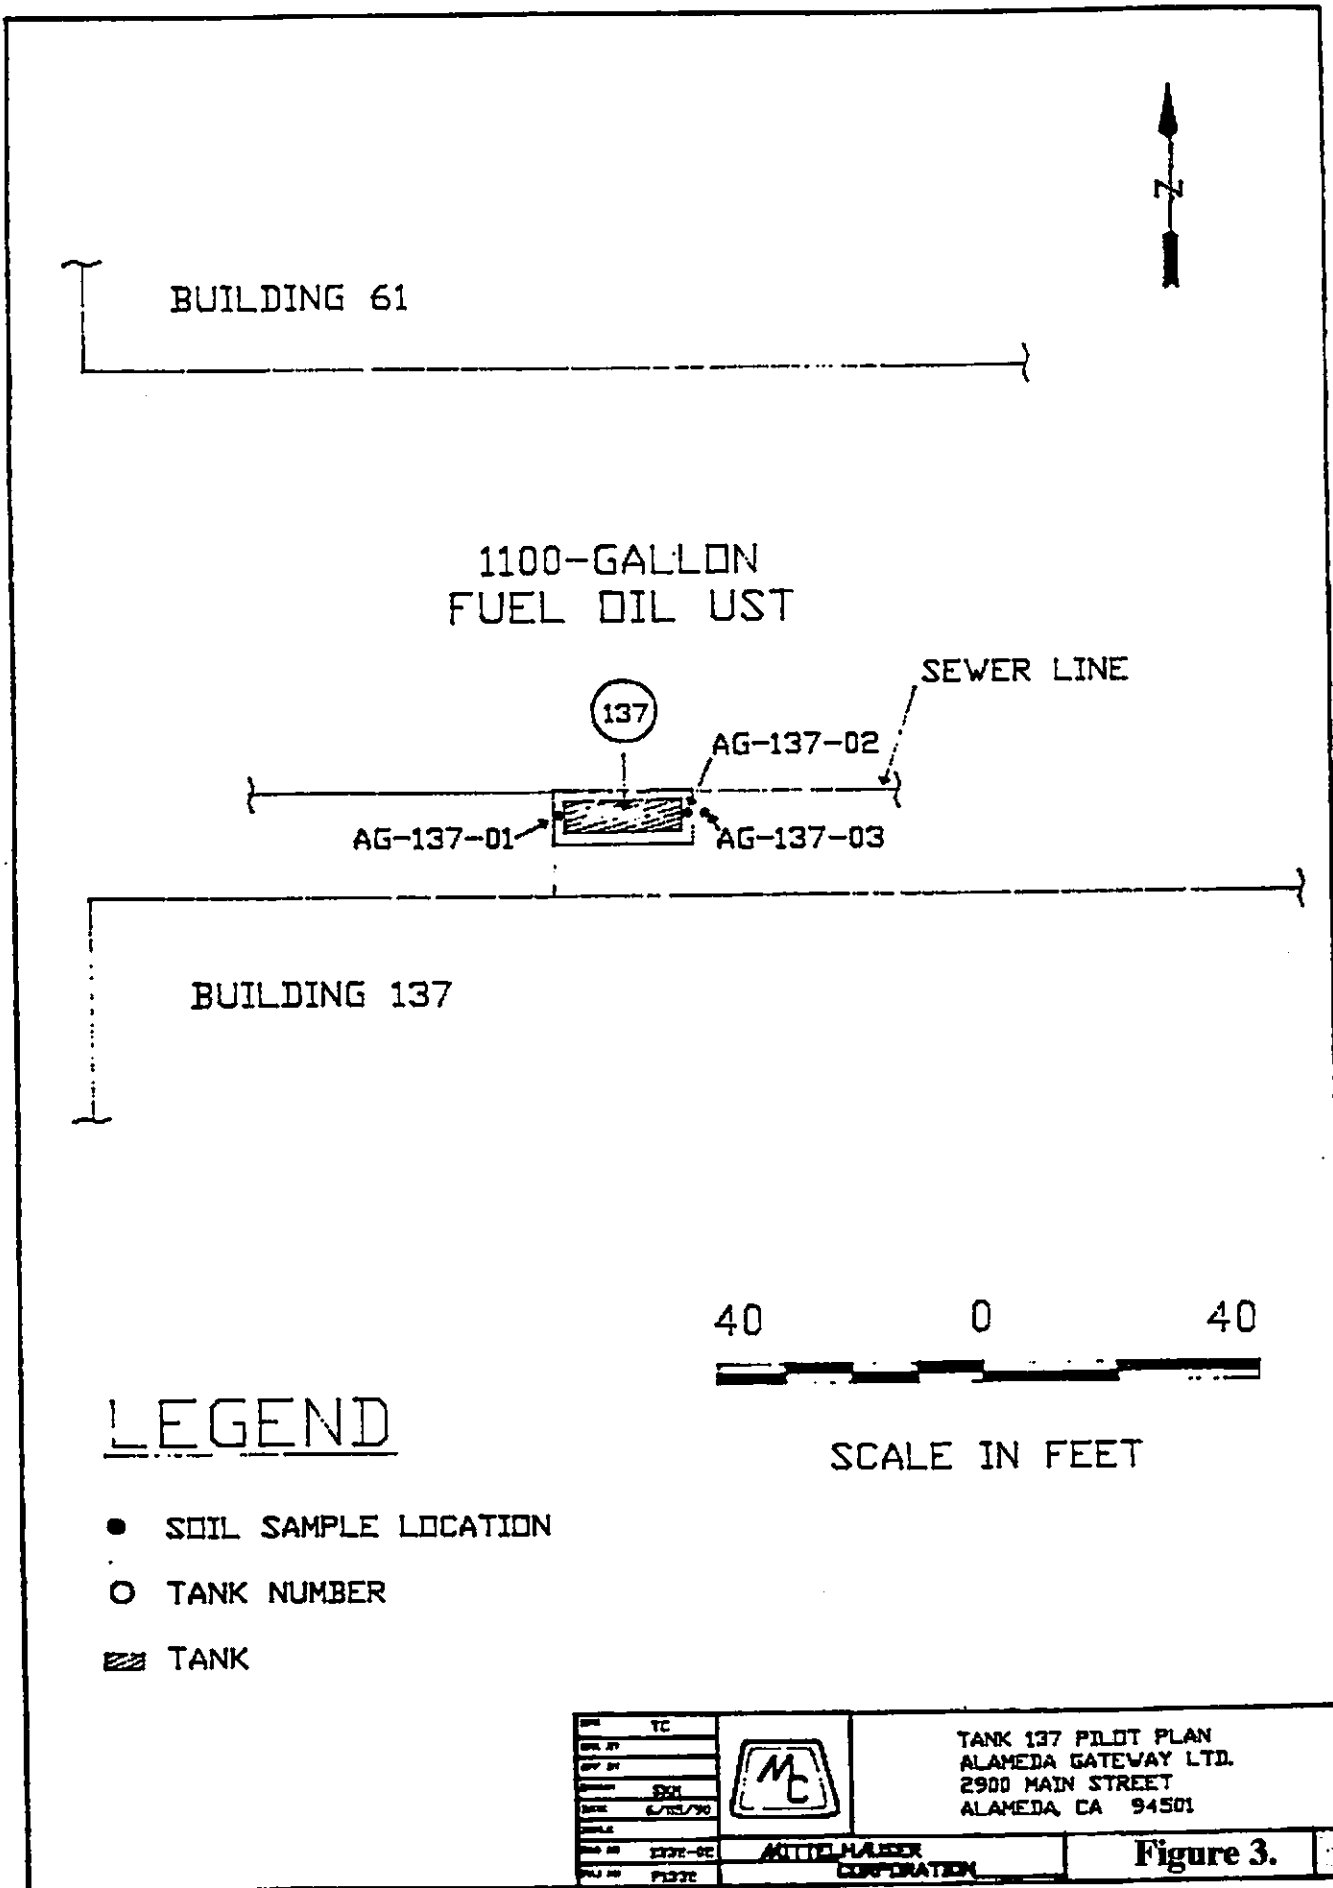 N
BUILDING 61
1100-GALLON
FUEL OIL UST
SEWER LINE
137
AG-137-02
AG-137-01
AG-137-03
BUILDING 137
40 0 40
SCALE IN FEET
LEGEND
SOIL SAMPLE LOCATION
TANK NUMBER
TANK
TC
MC
MITTELHAUSER
CORPORATION
TANK 137 PILOT PLAN
ALAMEDA GATEWAY LTD.
2900 MAIN STREET
ALAMEDA, CA 94501
Figure 3.